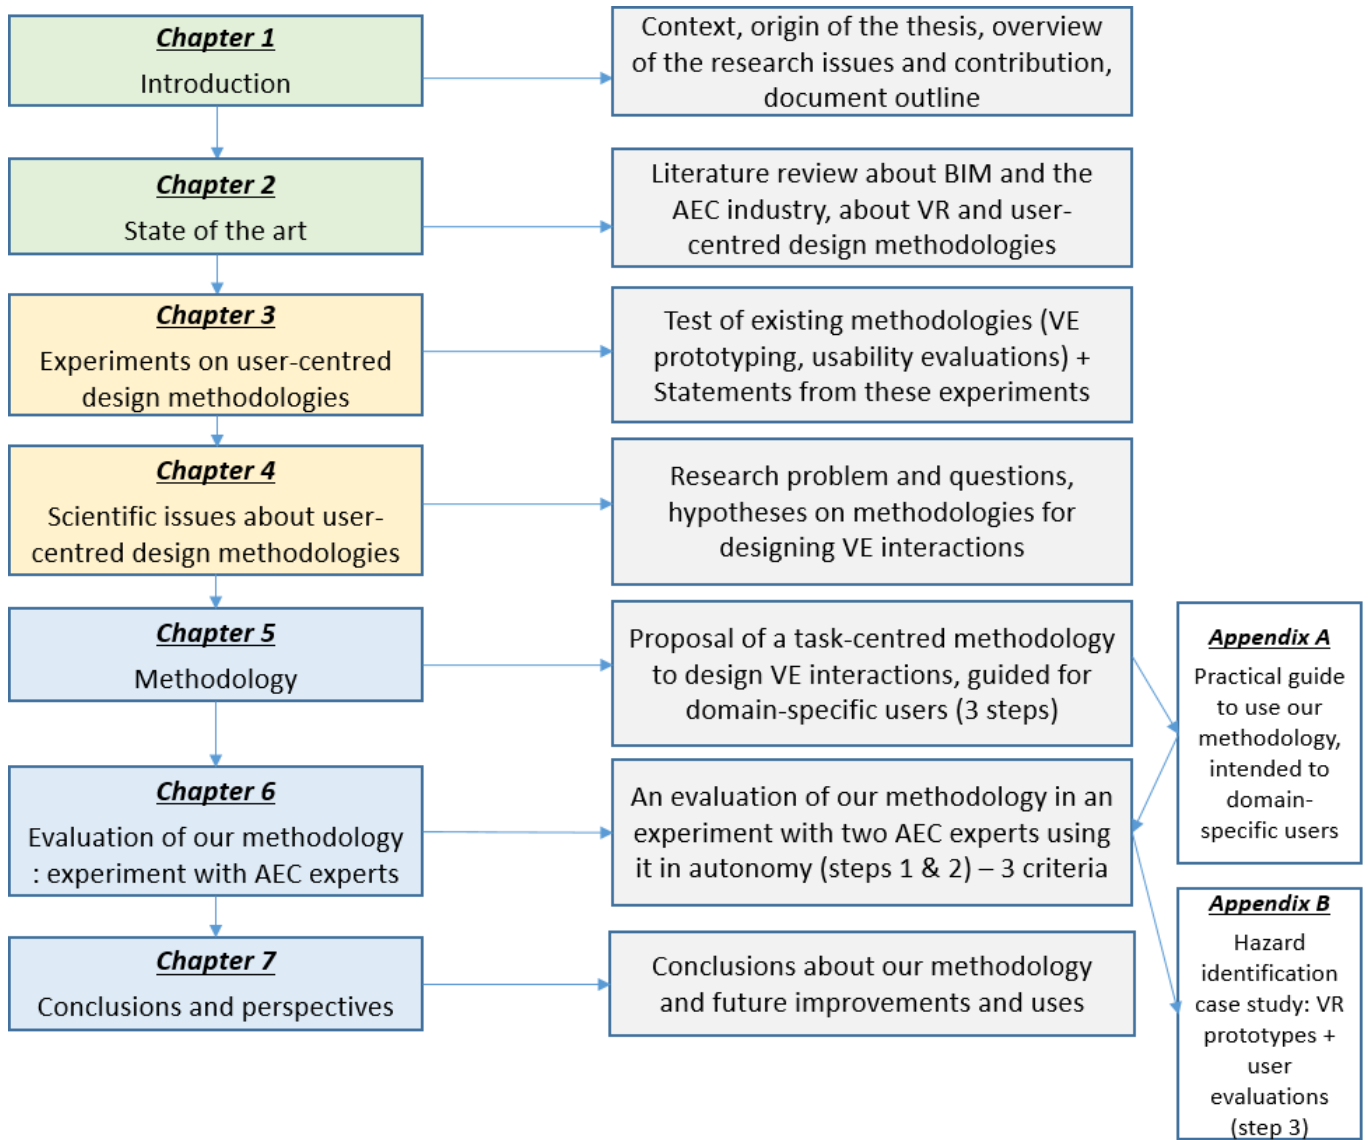 Chapter 1
Introduction
Context, origin of the thesis, overview
of the research issues and contribution,
document outline
Chapter 2
State of the art
Literature review about BIM and the
AEC industry, about VR and user-
centred design methodologies
Chapter 3
Experiments on user-centred
design methodologies
Test of existing methodologies (VE
prototyping, usability evaluations) +
Statements from these experiments
Chapter 4
Scientific issues about user-
centred design methodologies
Research problem and questions,
hypotheses on methodologies for
designing VE interactions
Chapter 5
Methodology
Proposal of a task-centred methodology
to design VE interactions, guided for
domain-specific users (3 steps)
Appendix A
Practical guide
to use our
methodology,
intended to
domain-
specific users
Chapter 6
Evaluation of our methodology
: experiment with AEC experts
An evaluation of our methodology in an
experiment with two AEC experts using
it in autonomy (steps 1 & 2) – 3 criteria
Appendix B
Hazard
identification
case study: VR
prototypes +
user
evaluations
(step 3)
Chapter 7
Conclusions and perspectives
Conclusions about our methodology
and future improvements and uses